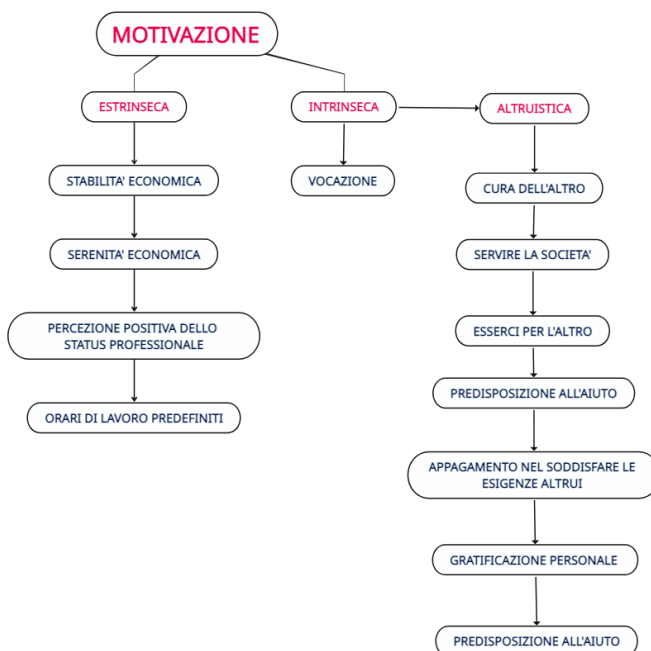 MOTIVAZIONE
ESTRINSECA
INTRINSECA
ALTRUISTICA
STABILITA' ECONOMICA
VOCAZIONE
CURA DELL'ALTRO
SERENITA' ECONOMICA
SERVIRE LA SOCIETA'
PERCEZIONE POSITIVA DELLO
STATUS PROFESSIONALE
ESSERCI PER L'ALTRO
ORARI DI LAVORO PREDEFINITI
PREDISPOSIZIONE ALL'AIUTO
APPAGAMENTO NEL SODDISFARE LE
ESIGENZE ALTRUI
GRATIFICAZIONE PERSONALE
PREDISPOSIZIONE ALL'AIUTO